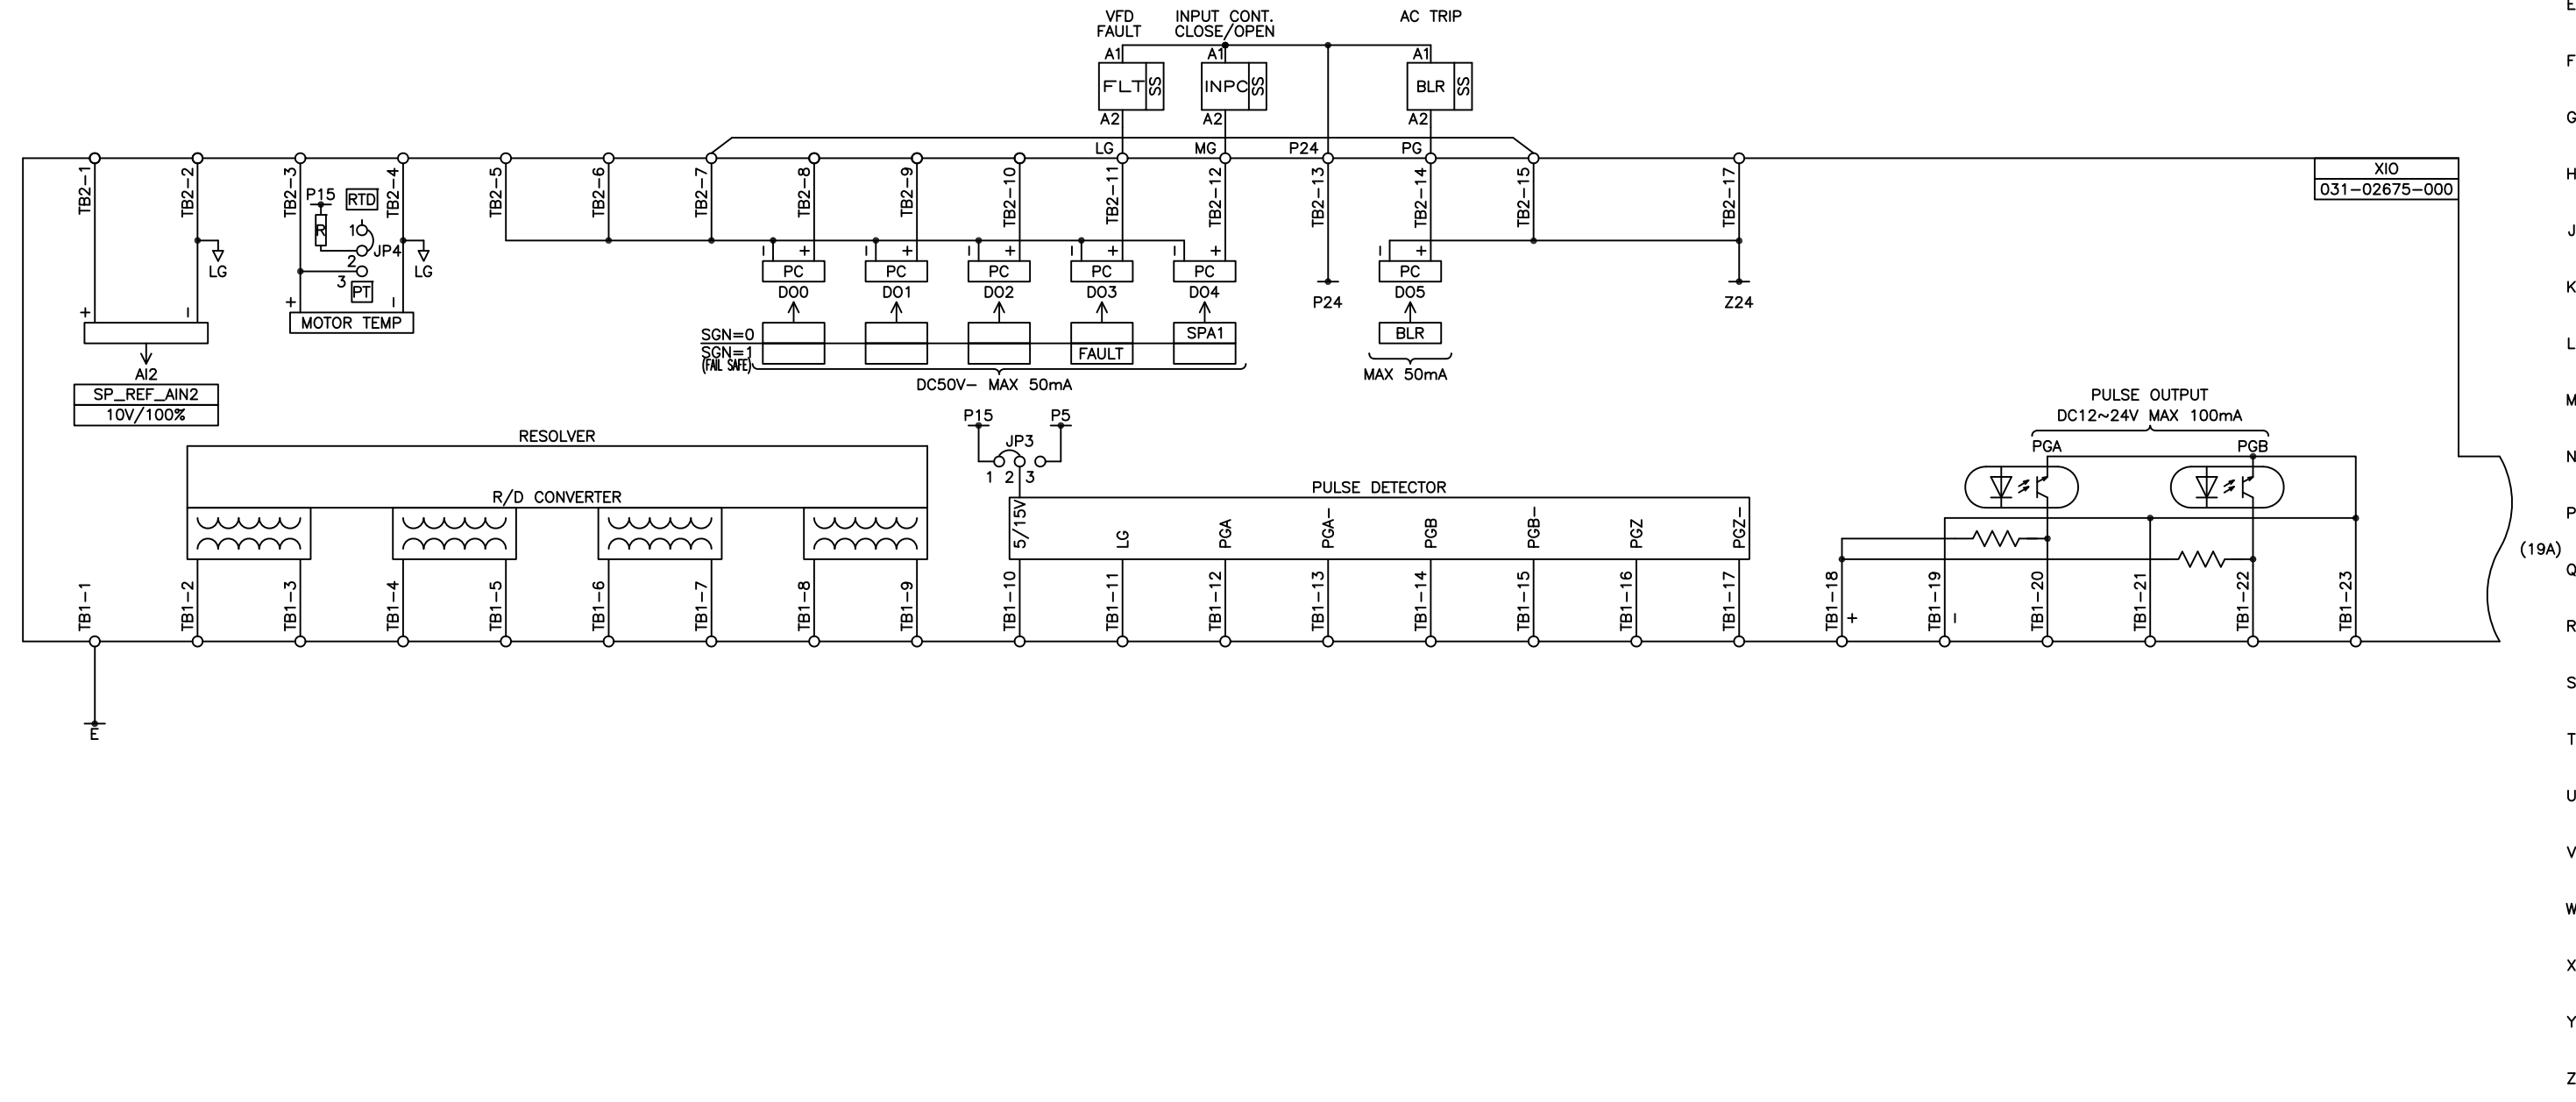 VFD
FAULT
INPUT CONT.
CLOSE/OPEN
AC TRIP
A1
A1
A1
FLT SS
INPC SS
BLR SS
A2
A2
A2
LG
MG
P24
PG
TB2-1
TB2-2
TB2-3
TB2-4
TB2-5
TB2-6
TB2-7
TB2-8
TB2-9
TB2-10
TB2-11
TB2-12
TB2-13
TB2-14
TB2-15
TB2-17
XIO
031-02675-000
P15
RTD
R
1
JP4
2
3
PT
LG
LG
+ −
MOTOR TEMP
+ −
− +
− +
− +
− +
− +
− +
PC
PC
PC
PC
PC
PC
DO0
DO1
DO2
DO3
DO4
DO5
P24
Z24
SGN=0
SPA1
BLR
SGN=1
FAULT
(FAIL SAFE)
DC50V- MAX 50mA
MAX 50mA
AI2
SP_REF_AIN2
10V/100%
P15
P5
JP3
1 2 3
RESOLVER
R/D CONVERTER
PULSE DETECTOR
5/15V
LG
PGA
PGA-
PGB
PGB-
PGZ
PGZ-
PULSE OUTPUT
DC12~24V MAX 100mA
PGA
PGB
TB1-1
TB1-2
TB1-3
TB1-4
TB1-5
TB1-6
TB1-7
TB1-8
TB1-9
TB1-10
TB1-11
TB1-12
TB1-13
TB1-14
TB1-15
TB1-16
TB1-17
TB1-18
+
TB1-19
−
TB1-20
TB1-21
TB1-22
TB1-23
(19A)
E
E
F
G
H
J
K
L
M
N
P
Q
R
S
T
U
V
W
X
Y
Z